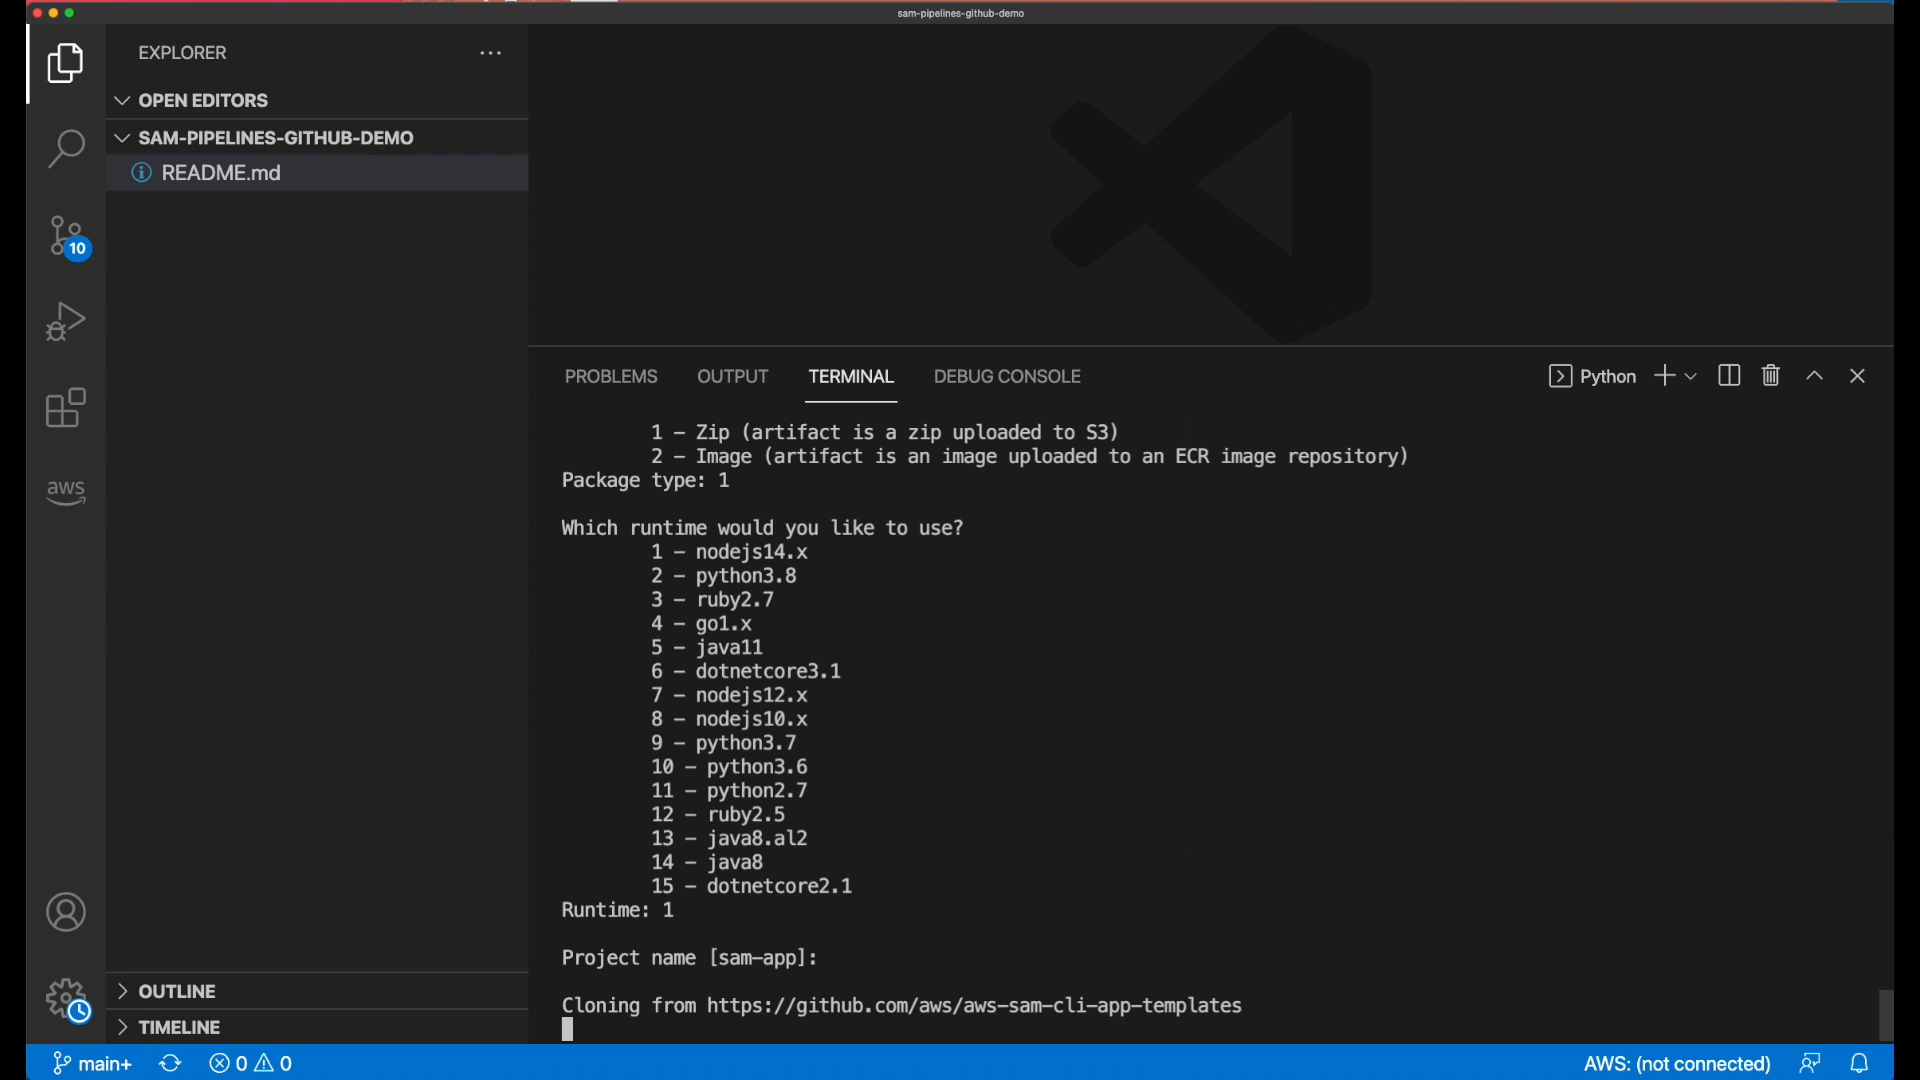 sam-pipelines-github-demo
EXPLORER
OPEN EDITORS
SAM-PIPELINES-GITHUB-DEMO
README.md
10
aws
OUTLINE
TIMELINE
PROBLEMS OUTPUT TERMINAL DEBUG CONSOLE Python
1 - Zip (artifact is a zip uploaded to S3)
2 - Image (artifact is an image uploaded to an ECR image repository)
Package type: 1
Which runtime would you like to use?
1 - nodejs14.x
2 - python3.8
3 - ruby2.7
4 - go1.x
5 - java11
6 - dotnetcore3.1
7 - nodejs12.x
8 - nodejs10.x
9 - python3.7
10 - python3.6
11 - python2.7
12 - ruby2.5
13 - java8.al2
14 - java8
15 - dotnetcore2.1
Runtime: 1
Project name [sam-app]:
Cloning from https://github.com/aws/aws-sam-cli-app-templates
main+ 0 0 AWS: (not connected)